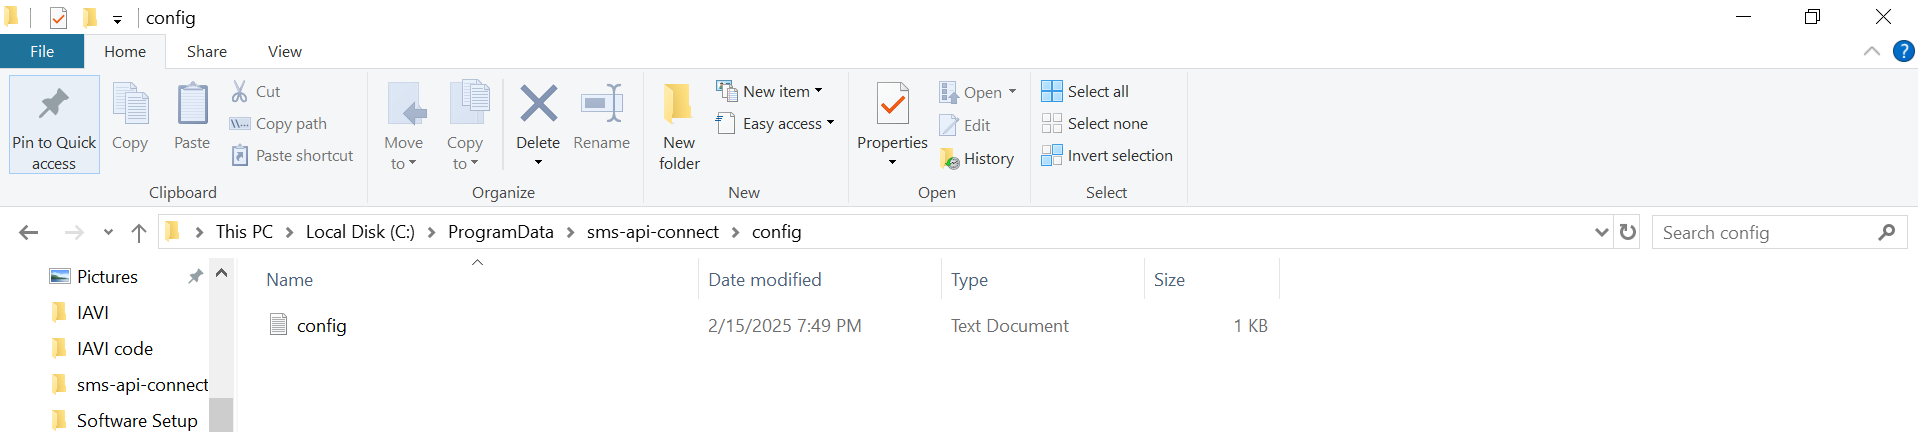 config
File Home Share View
Pin to Quick access
Copy
Paste
Cut
\\... Copy path
Paste shortcut
Clipboard
Move to
Copy to
Delete
Rename
Organize
New folder
New item
Easy access
New
Properties
Open
Edit
History
Open
Select all
Select none
Invert selection
Select
?
This PC > Local Disk (C:) > ProgramData > sms-api-connect > config
Search config
Pictures
IAVI
IAVI code
sms-api-connect
Software Setup
Name Date modified Type Size
config 2/15/2025 7:49 PM Text Document 1 KB